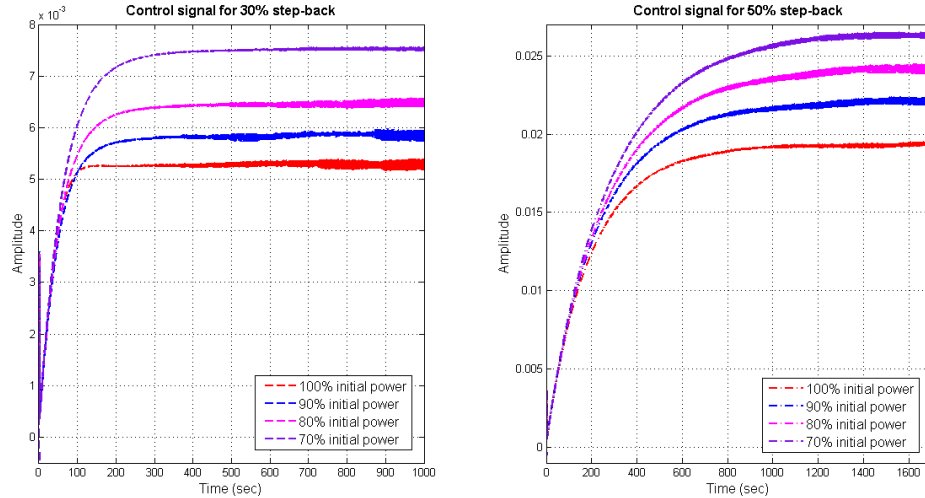 Control signal for 30% step-back
x 10⁻³
8
7
6
5
4
3
2
1
0
Amplitude
0 100 200 300 400 500 600 700 800 900 1000
Time (sec)
100% initial power
90% initial power
80% initial power
70% initial power
Control signal for 50% step-back
0.025
0.02
0.015
0.01
0.005
0
Amplitude
0 200 400 600 800 1000 1200 1400 1600
Time (sec)
100% initial power
90% initial power
80% initial power
70% initial power